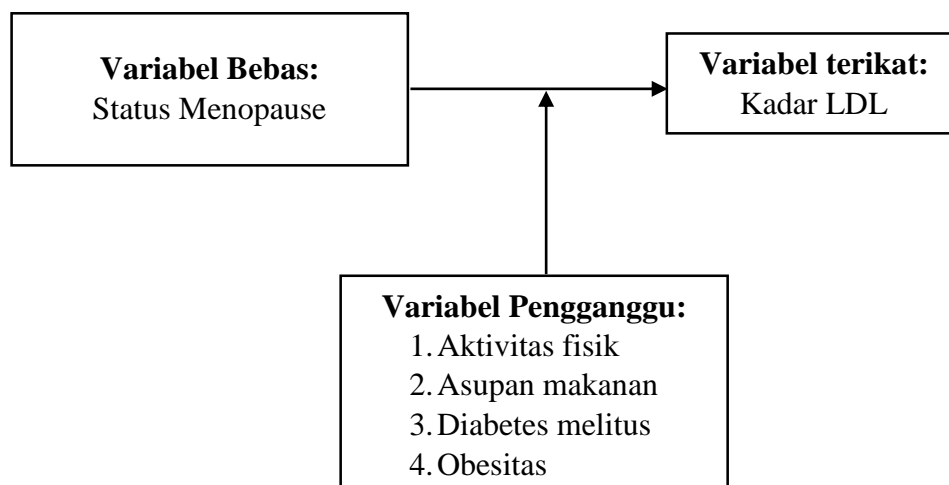 Variabel Bebas:
Status Menopause
Variabel terikat:
Kadar LDL
Variabel Pengganggu:
1. Aktivitas fisik
2. Asupan makanan
3. Diabetes melitus
4. Obesitas